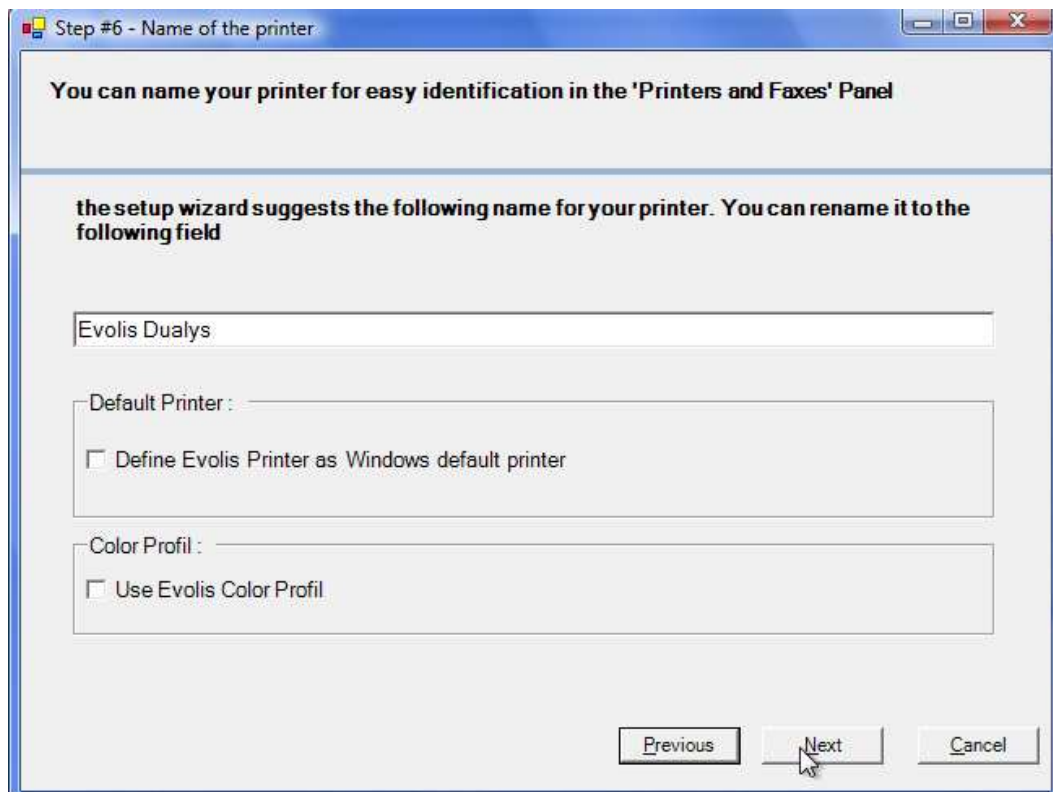 Step #6 - Name of the printer
You can name your printer for easy identification in the 'Printers and Faxes' Panel
the setup wizard suggests the following name for your printer. You can rename it to the
following field
Evolis Dualys
Default Printer :
Define Evolis Printer as Windows default printer
Color Profil :
Use Evolis Color Profil
Previous Next Cancel